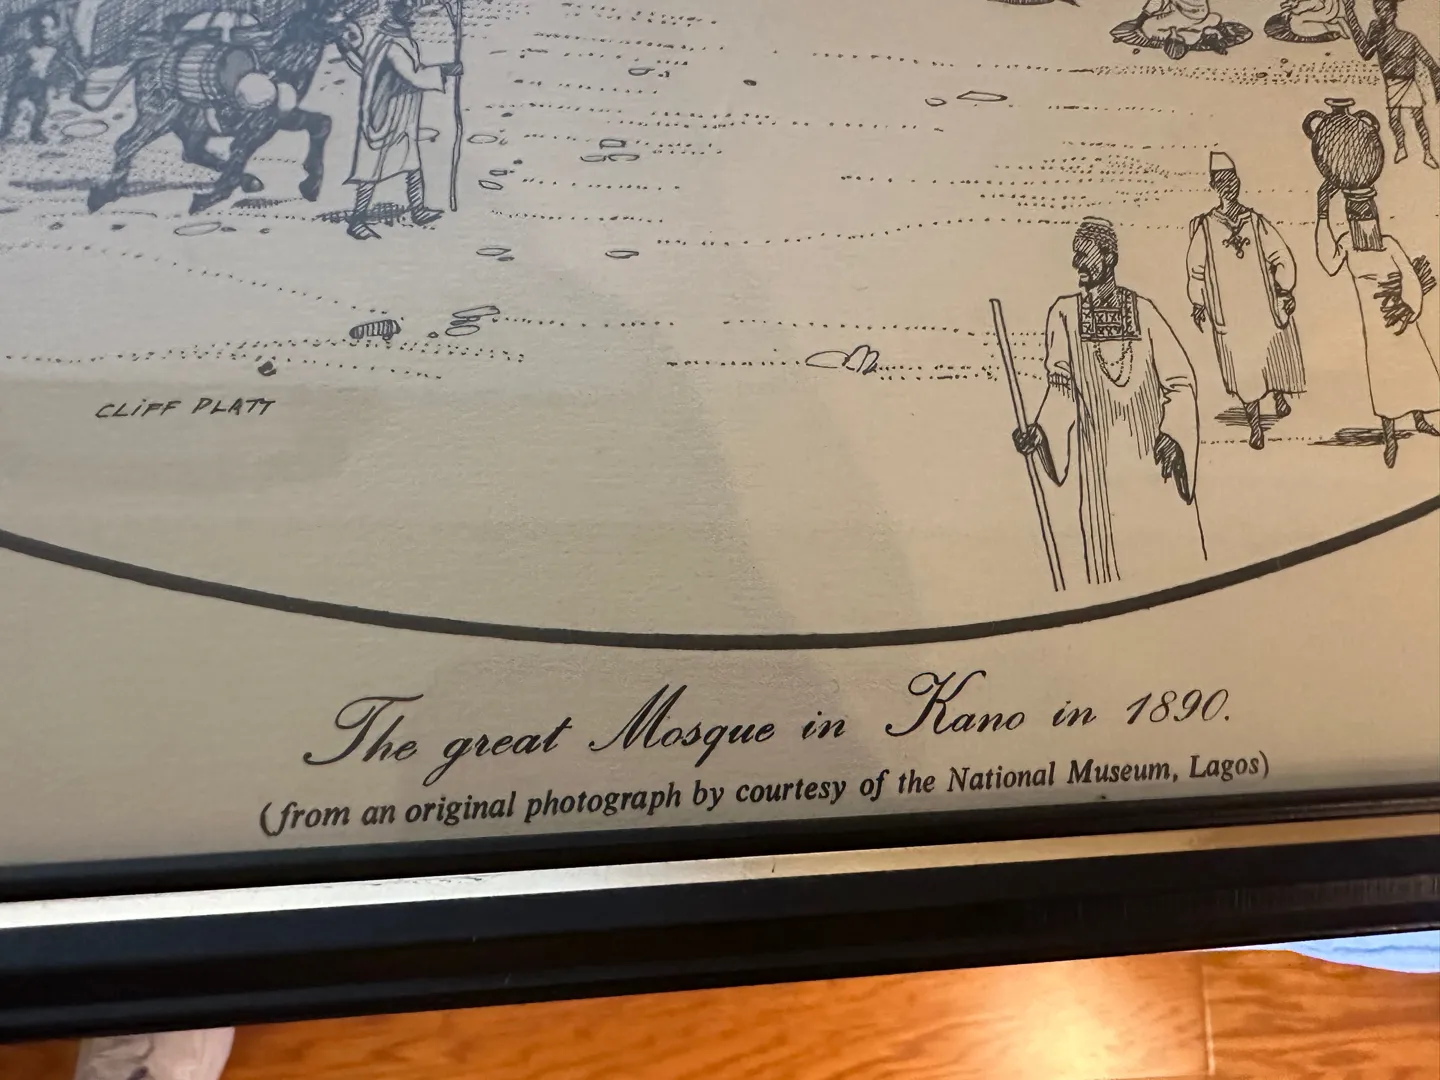 CLIFF PLATT
The great Mosque in Kano in 1890.
(from an original photograph by courtesy of the National Museum, Lagos)